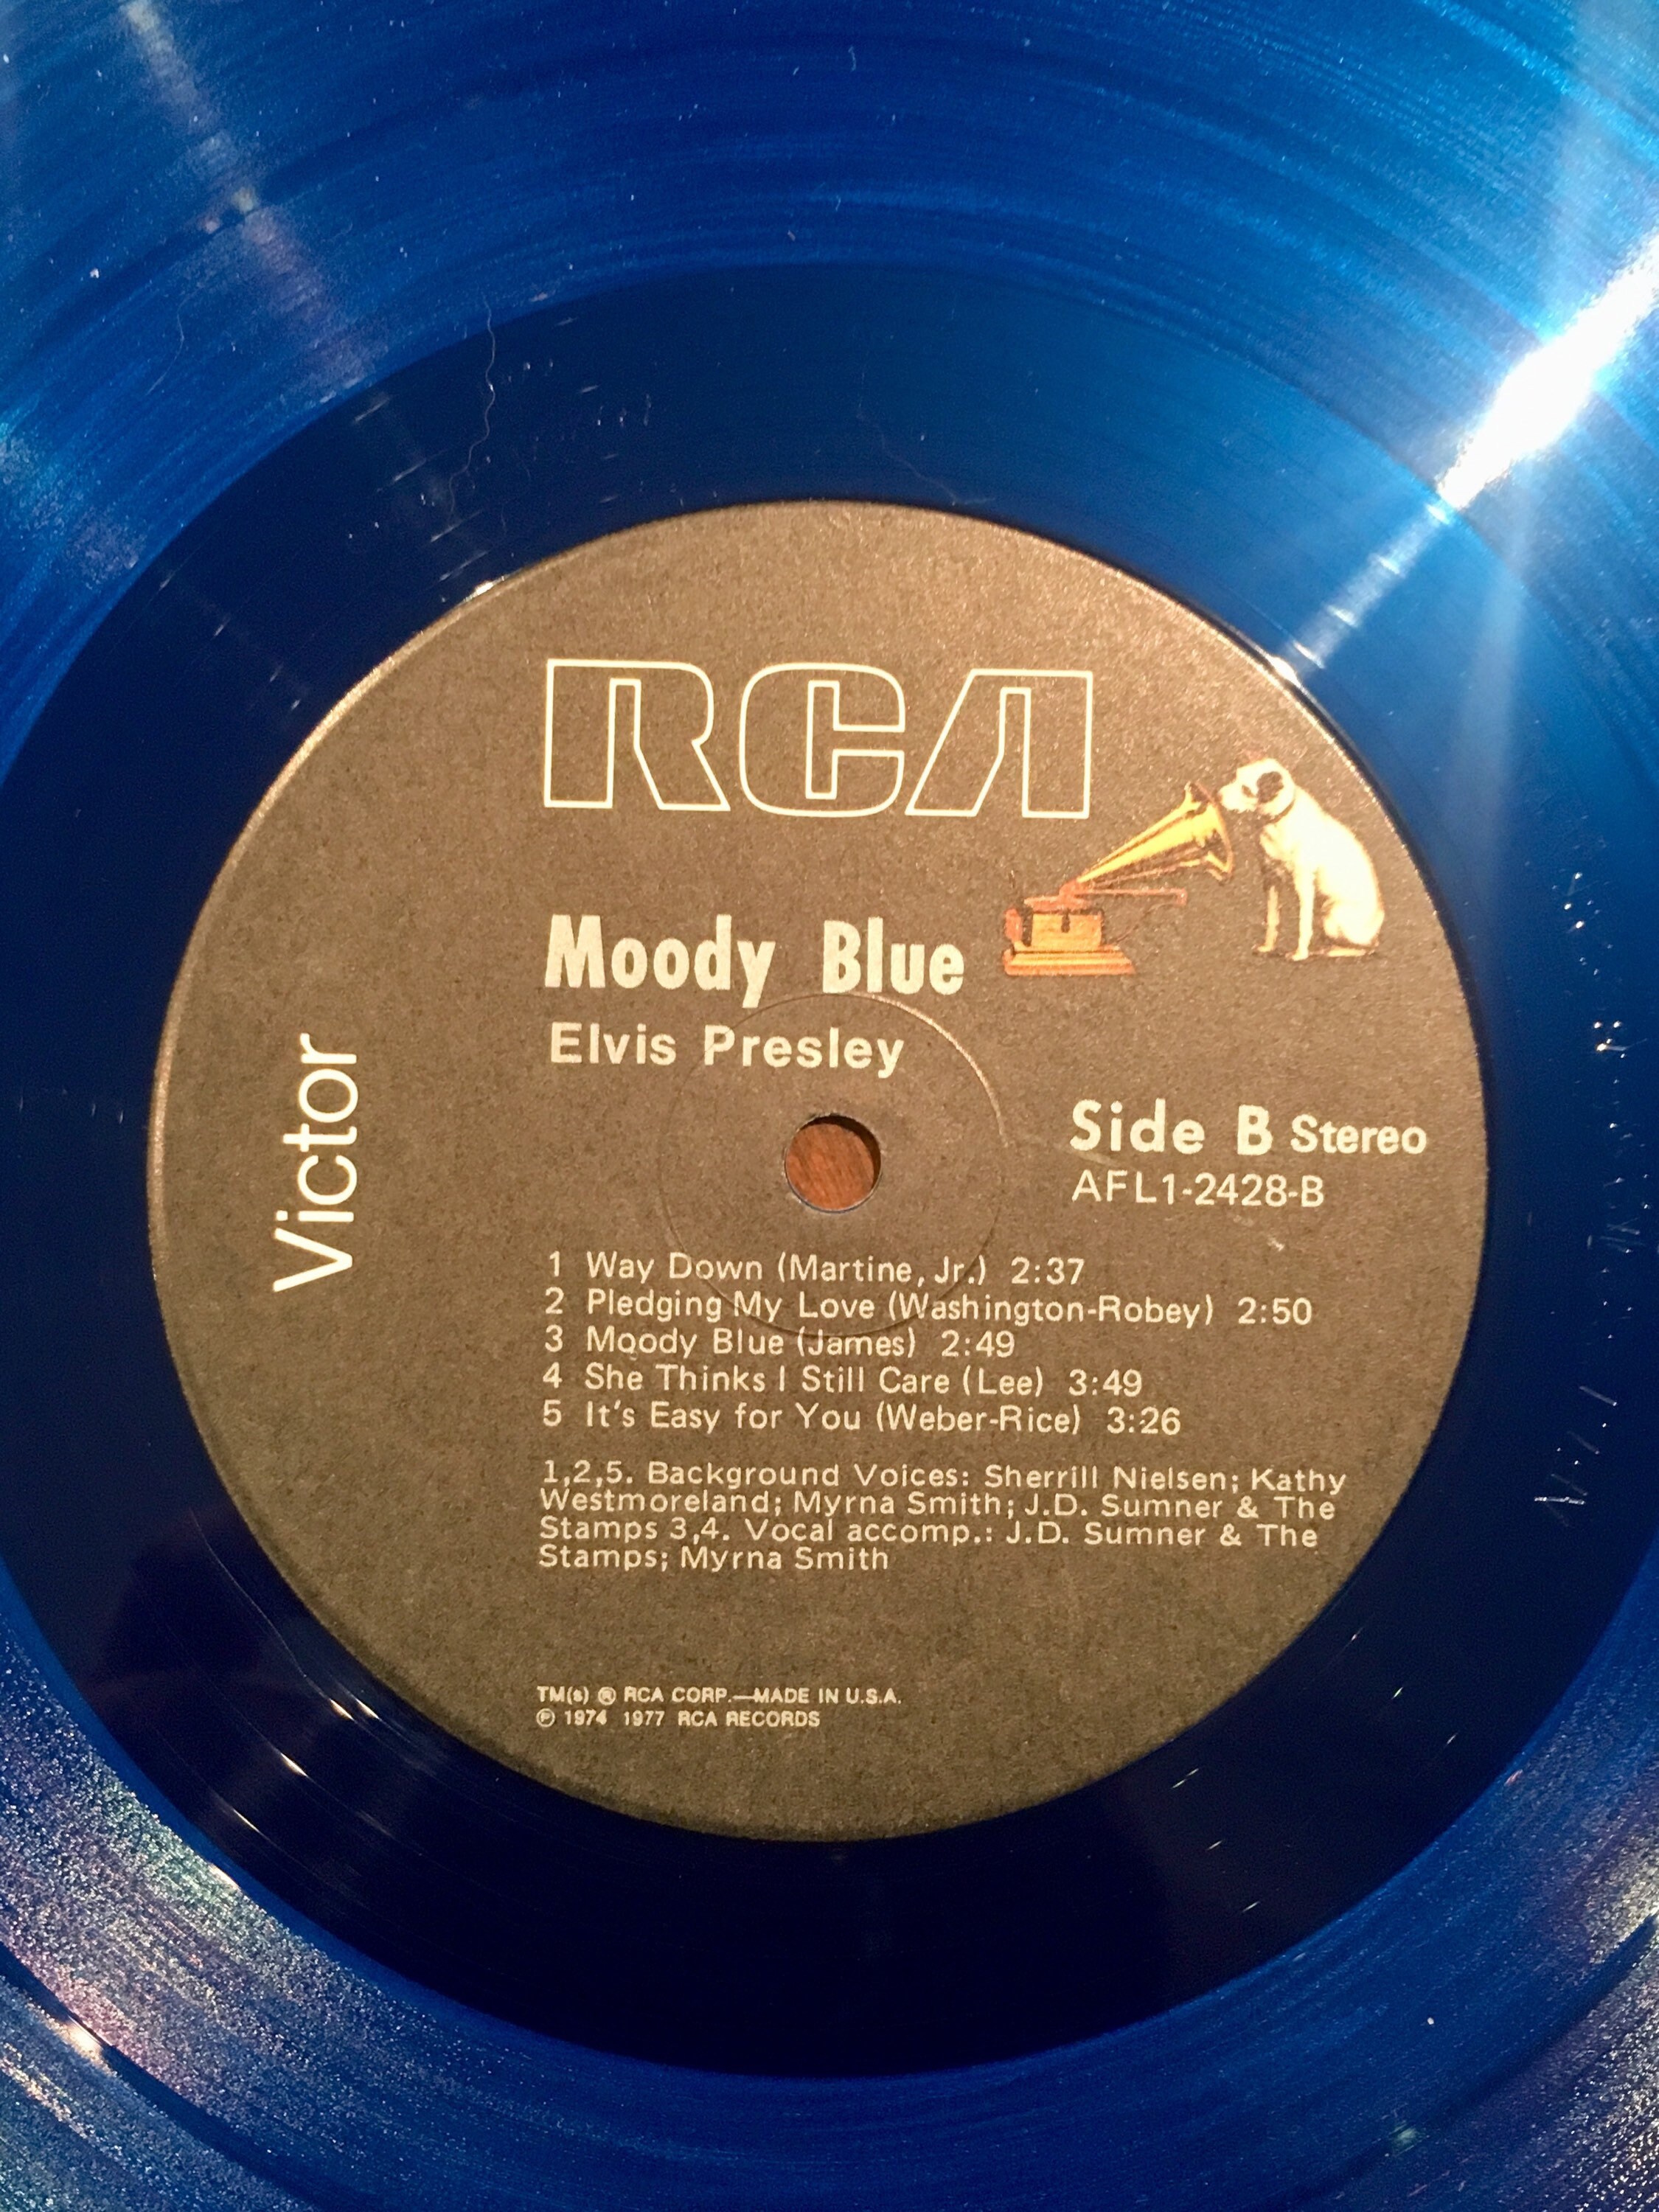 RCA
Moody Blue
Elvis Presley
Victor
Side B Stereo
AFL1-2428-B
1 Way Down (Martine, Jr.) 2:37
2 Pledging My Love (Washington-Robey) 2:50
3 Moody Blue (James) 2:49
4 She Thinks I Still Care (Lee) 3:49
5 It's Easy for You (Weber-Rice) 3:26
1,2,5. Background Voices: Sherrill Nielsen; Kathy
Westmoreland; Myrna Smith; J.D. Sumner & The
Stamps 3,4. Vocal accomp.: J.D. Sumner & The
Stamps; Myrna Smith
TM(s) ® RCA CORP.—MADE IN U.S.A.
℗ 1974 1977 RCA RECORDS